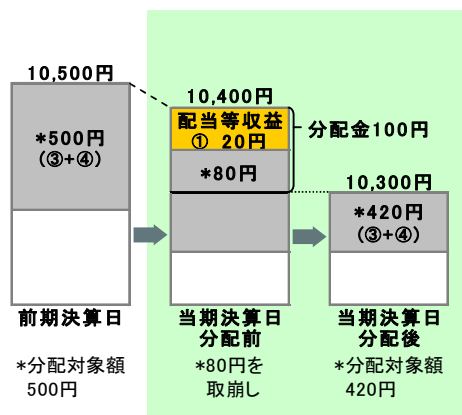 10,500円
*500円
(③+④)
前期決算日
*分配対象額
500円
10,400円
配当等収益
① 20円
*80円
分配金100円
当期決算日
分配前
*80円を
取崩し
10,300円
*420円
(③+④)
当期決算日
分配後
*分配対象額
420円